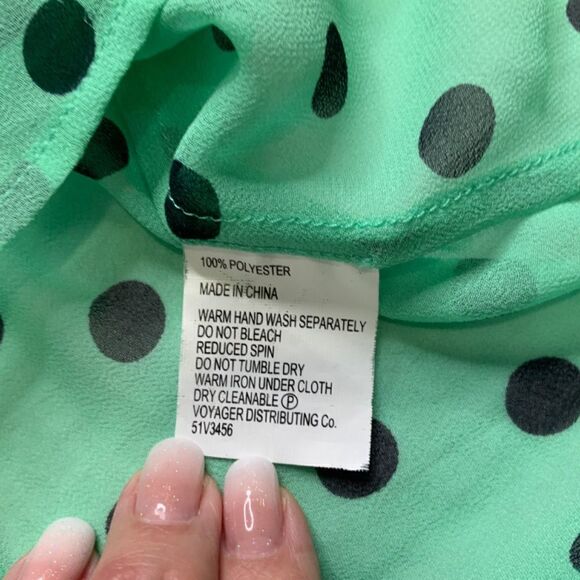 100% POLYESTER
MADE IN CHINA
WARM HAND WASH SEPARATELY
DO NOT BLEACH
REDUCED SPIN
DO NOT TUMBLE DRY
WARM IRON UNDER CLOTH
DRY CLEANABLE Ⓟ
VOYAGER DISTRIBUTING Co.
51V3456